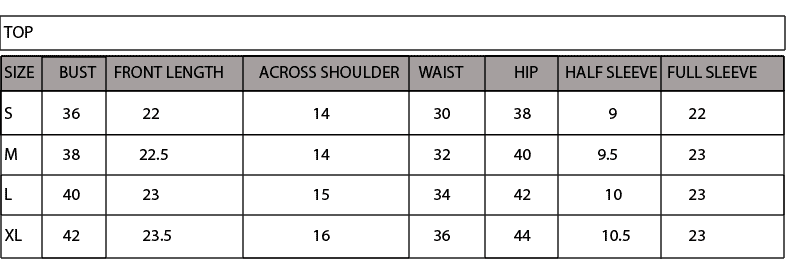 TOP
SIZE BUST FRONT LENGTH ACROSS SHOULDER WAIST HIP HALF SLEEVE FULL SLEEVE
S 36 22 14 30 38 9 22
M 38 22.5 14 32 40 9.5 23
L 40 23 15 34 42 10 23
XL 42 23.5 16 36 44 10.5 23